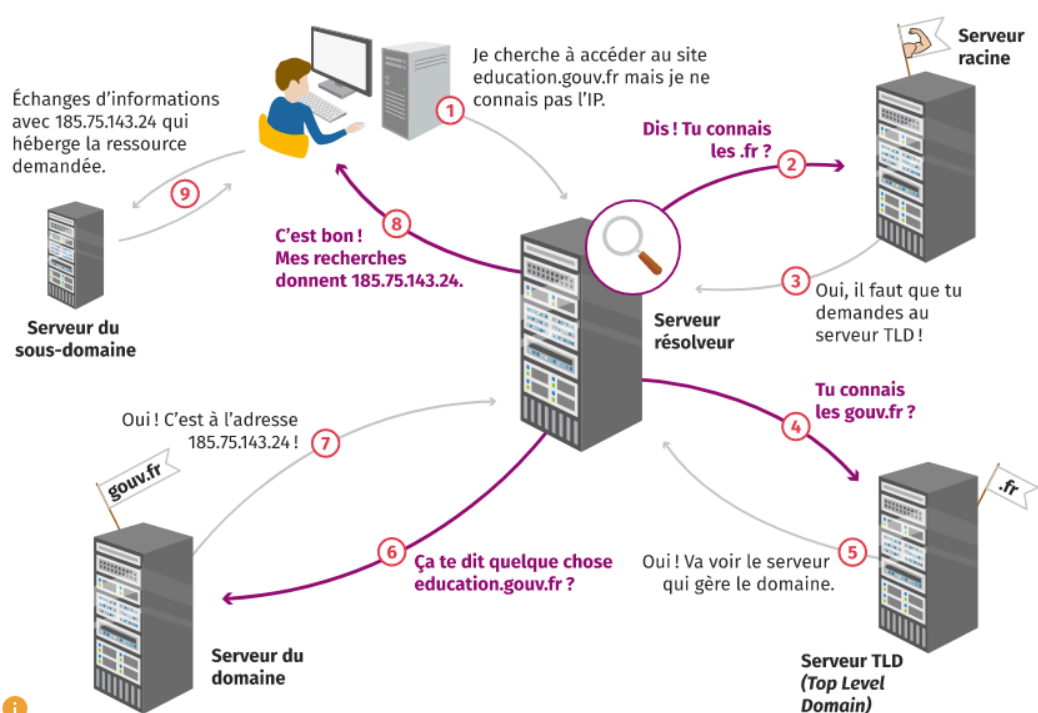 Je cherche à accéder au site
education.gouv.fr mais je ne
connais pas l'IP.
1
Serveur
racine
Dis ! Tu connais
les .fr ?
2
Échanges d'informations
avec 185.75.143.24 qui
héberge la ressource
demandée.
9
8
C'est bon !
Mes recherches
donnent 185.75.143.24.
3
Oui, il faut que tu
demandes au
serveur TLD !
Serveur du
sous-domaine
Serveur
résolveur
Tu connais
les gouv.fr ?
4
Oui ! C'est à l'adresse
185.75.143.24 !
7
gouv.fr
.fr
6
Ça te dit quelque chose
education.gouv.fr ?
Oui ! Va voir le serveur
qui gère le domaine.
5
Serveur du
domaine
Serveur TLD
(Top Level
Domain)
i